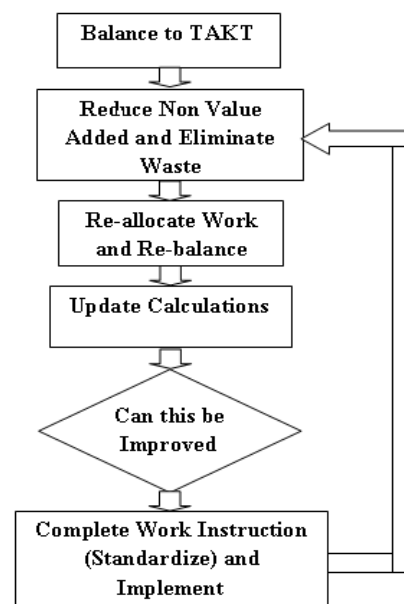 Balance to TAKT
Reduce Non Value
Added and Eliminate
Waste
Re-allocate Work
and Re-balance
Update Calculations
Can this be
Improved
Complete Work Instruction
(Standardize) and
Implement